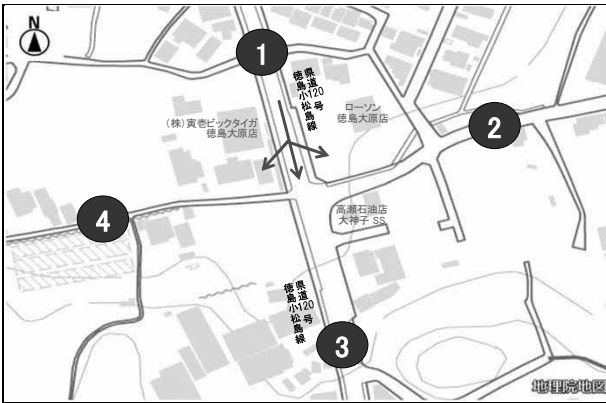 N
1
県道120号
徳島小松島線
ローソン
徳島大原店
(株)寅壱ビックタイガ
徳島大原店
2
高瀬石油店
大神子 SS
4
県道120号
徳島小松島線
3
地理院地図